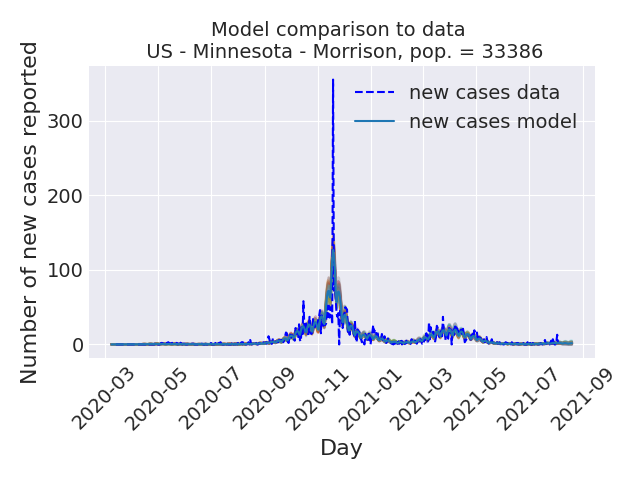 Model comparison to data
US - Minnesota - Morrison, pop. = 33386
Number of new cases reported
300
200
100
0
new cases data
new cases model
2020-03
2020-05
2020-07
2020-09
2020-11
2021-01
2021-03
2021-05
2021-07
2021-09
Day